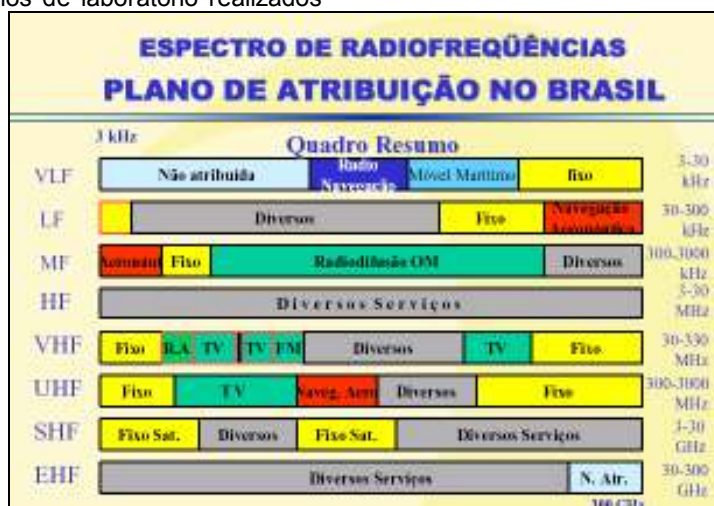 ios de laboratório realizados
ESPECTRO DE RADIOFREQÜÊNCIAS
PLANO DE ATRIBUIÇÃO NO BRASIL
3 kHz
Quadro Resumo
VLF Não atribuída Radio Navegação Móvel Marítimo fixo 3-30 kHz
LF Diversos Fixo Navegação Aeronáutica 30-300 kHz
MF Aeronáut Fixo Radiodifusão OM Diversos 300-3000 kHz
HF Diversos Serviços 3-30 MHz
VHF Fixo R.A TV TV FM Diversos TV Fixo 30-330 MHz
UHF Fixo TV Naveg. Aero Diversos Fixo 300-3000 MHz
SHF Fixo Sat. Diversos Fixo Sat. Diversos Serviços 3-30 GHz
EHF Diversos Serviços N. Air. 30-300 GHz
300 GHz